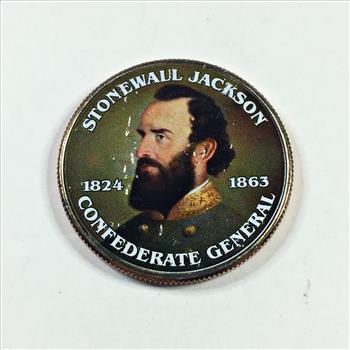 STONEWALL JACKSON
1824 1863
CONFEDERATE GENERAL